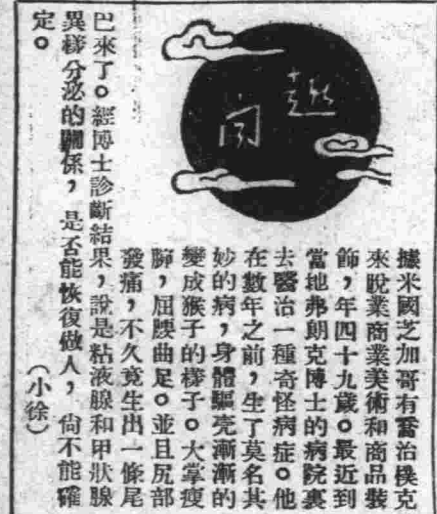 趣聞
據米國芝加哥有喬治樸克
來脫業商業美術和商品裝
飾，年四十九歲。最近到
當地弗朗克博士的病院裏
去醫治一種奇怪病症。他
在數年之前，生了莫名其
妙的病，身體軀壳漸漸的
變成猴子的樣子。大掌瘦
腳，屈腰曲足。並且尻部
發痛，不久竟生出一條尾
巴來了。經博士診斷結果，說是粘液腺和甲狀腺
異樣分泌的關係，是否能恢復做人，尙不能確
定。
（小徐）